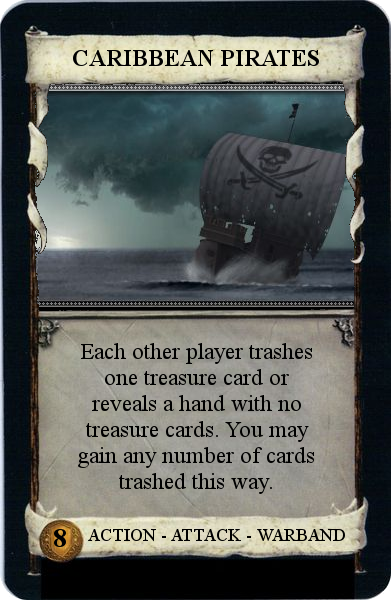 CARIBBEAN PIRATES
Each other player trashes
one treasure card or
reveals a hand with no
treasure cards. You may
gain any number of cards
trashed this way.
8 ACTION - ATTACK - WARBAND